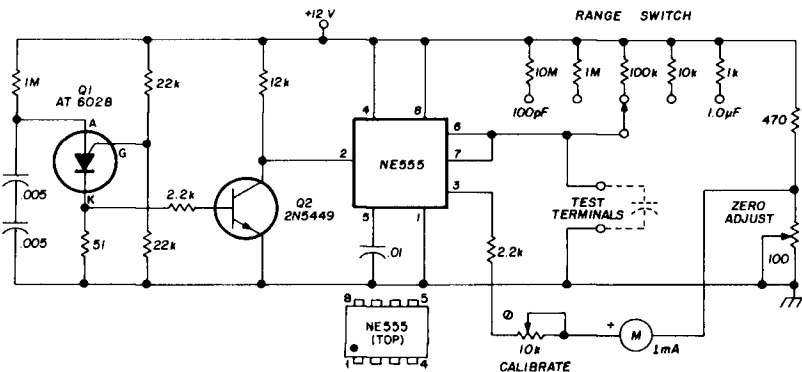 +12 V
RANGE SWITCH
1M
Q1
AT 6028
A
G
K
22k
12k
4
8
10M
1M
100k
10k
1k
100pF
1.0µF
6
7
2
NE555
3
5
1
470
.005
.005
51
2.2k
22k
Q2
2N5449
.01
2.2k
TEST
TERMINALS
ZERO
ADJUST
100
8
5
NE555
(TOP)
1
4
Ø
10k
CALIBRATE
+
M
1mA